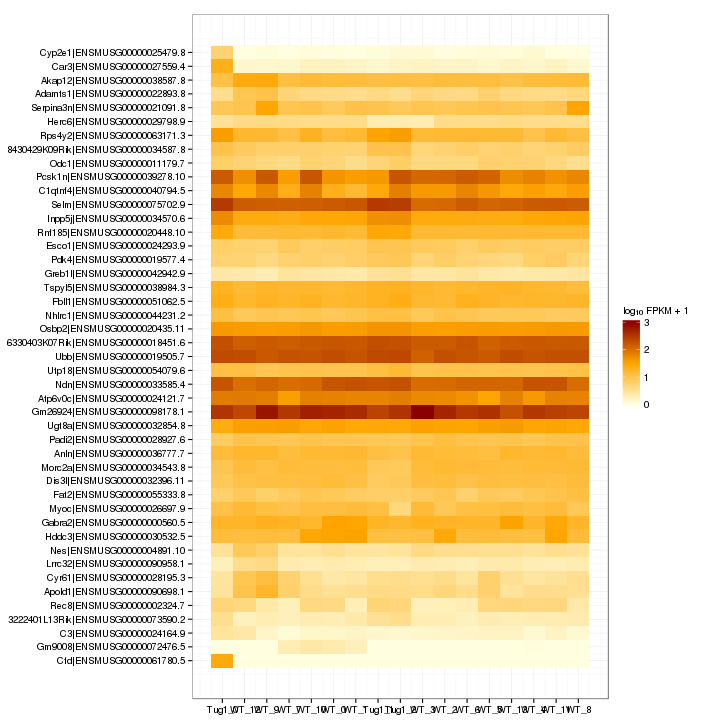 Cyp2e1|ENSMUSG00000025479.8
Car3|ENSMUSG00000027559.4
Akap12|ENSMUSG00000038587.8
Adamts1|ENSMUSG00000022893.8
Serpina3n|ENSMUSG00000021091.8
Herc6|ENSMUSG00000029798.9
Rps4y2|ENSMUSG00000063171.3
8430429K09Rik|ENSMUSG00000034587.8
Odc1|ENSMUSG00000011179.7
Pcsk1n|ENSMUSG00000039278.10
C1qtnf4|ENSMUSG00000040794.5
Selm|ENSMUSG00000075702.9
Inpp5j|ENSMUSG00000034570.6
Rnf185|ENSMUSG00000020448.10
Esco1|ENSMUSG00000024293.9
Pdk4|ENSMUSG00000019577.4
Greb1l|ENSMUSG00000042942.9
Tspyl5|ENSMUSG00000038984.3
Fbll1|ENSMUSG00000051062.5
Nhlrc1|ENSMUSG00000044231.2
Osbp2|ENSMUSG00000020435.11
6330403K07Rik|ENSMUSG00000018451.6
Ubb|ENSMUSG00000019505.7
Utp18|ENSMUSG00000054079.6
Ndn|ENSMUSG00000033585.4
Atp6v0c|ENSMUSG00000024121.7
Gm26924|ENSMUSG00000098178.1
Ugt8a|ENSMUSG00000032854.8
Padi2|ENSMUSG00000028927.6
Anln|ENSMUSG00000036777.7
Morc2a|ENSMUSG00000034543.8
Dis3l|ENSMUSG00000032396.11
Fat2|ENSMUSG00000055333.8
Myoc|ENSMUSG00000026697.9
Gabra2|ENSMUSG00000000560.5
Hddc3|ENSMUSG00000030532.5
Nes|ENSMUSG00000004891.10
Lrrc32|ENSMUSG00000090958.1
Cyr61|ENSMUSG00000028195.3
Apold1|ENSMUSG00000090698.1
Rec8|ENSMUSG00000002324.7
3222401L13Rik|ENSMUSG00000073590.2
C3|ENSMUSG00000024164.9
Gm9008|ENSMUSG00000072476.5
Cfd|ENSMUSG00000061780.5
WT_8
log10 FPKM + 1
3
2
1
0